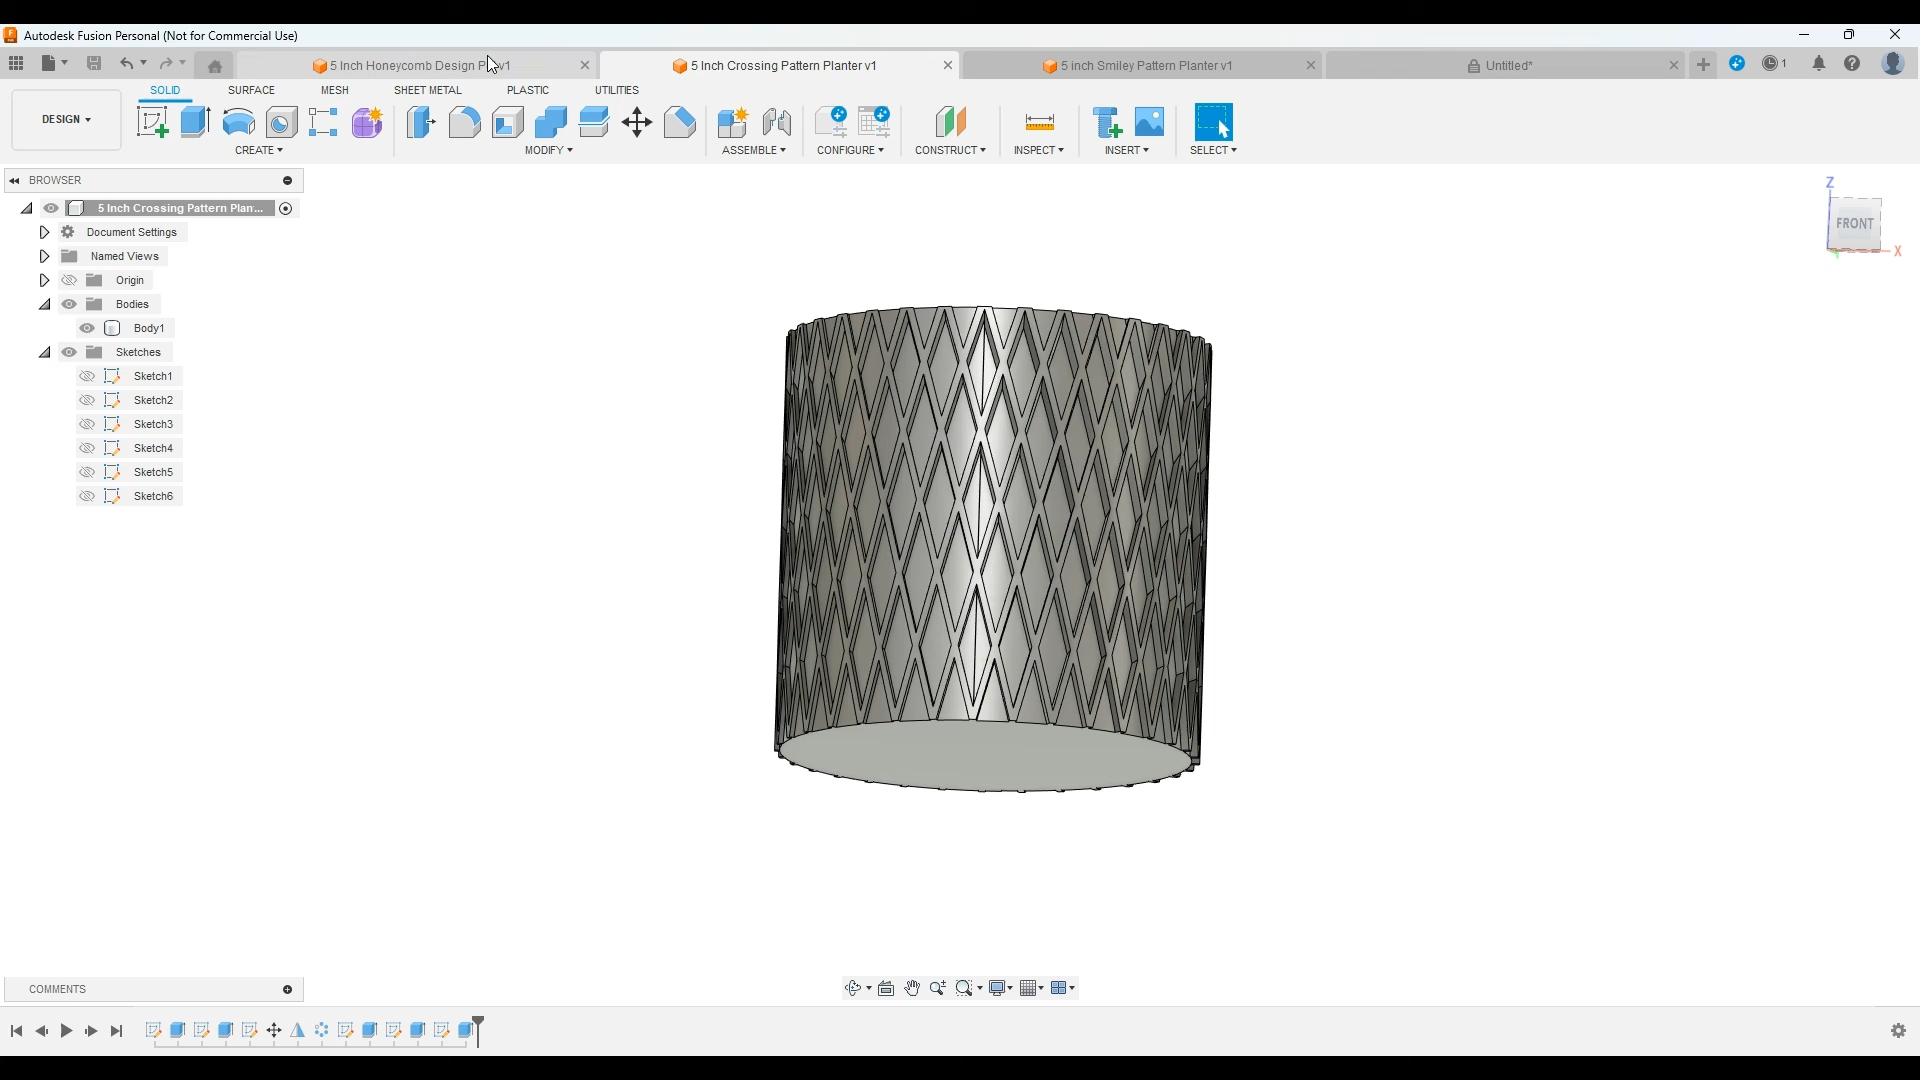 Autodesk Fusion Personal (Not for Commercial Use)
5 Inch Honeycomb Design P v1
5 Inch Crossing Pattern Planter v1
5 inch Smiley Pattern Planter v1
Untitled*
1
SOLID
SURFACE
MESH
SHEET METAL
PLASTIC
UTILITIES
DESIGN
CREATE
MODIFY
ASSEMBLE
CONFIGURE
CONSTRUCT
INSPECT
INSERT
SELECT
BROWSER
5 Inch Crossing Pattern Plan...
Document Settings
Named Views
Origin
Bodies
Body1
Sketches
Sketch1
Sketch2
Sketch3
Sketch4
Sketch5
Sketch6
Z
FRONT
X
COMMENTS